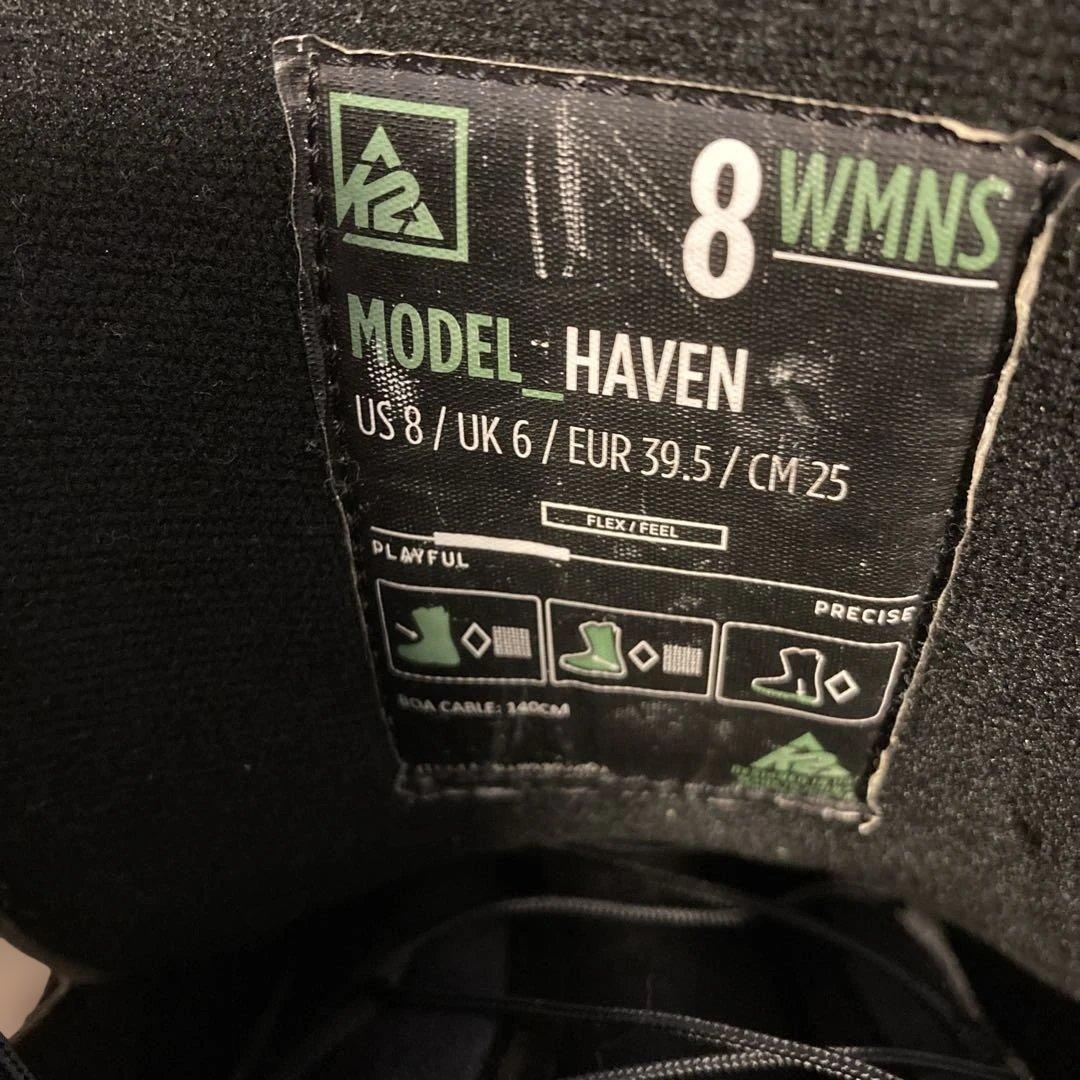 K2
8 WMNS
MODEL_HAVEN
US 8 / UK 6 / EUR 39.5 / CM 25
FLEX / FEEL
PLAYFUL
PRECISE
BOA CABLE: 140CM
K2